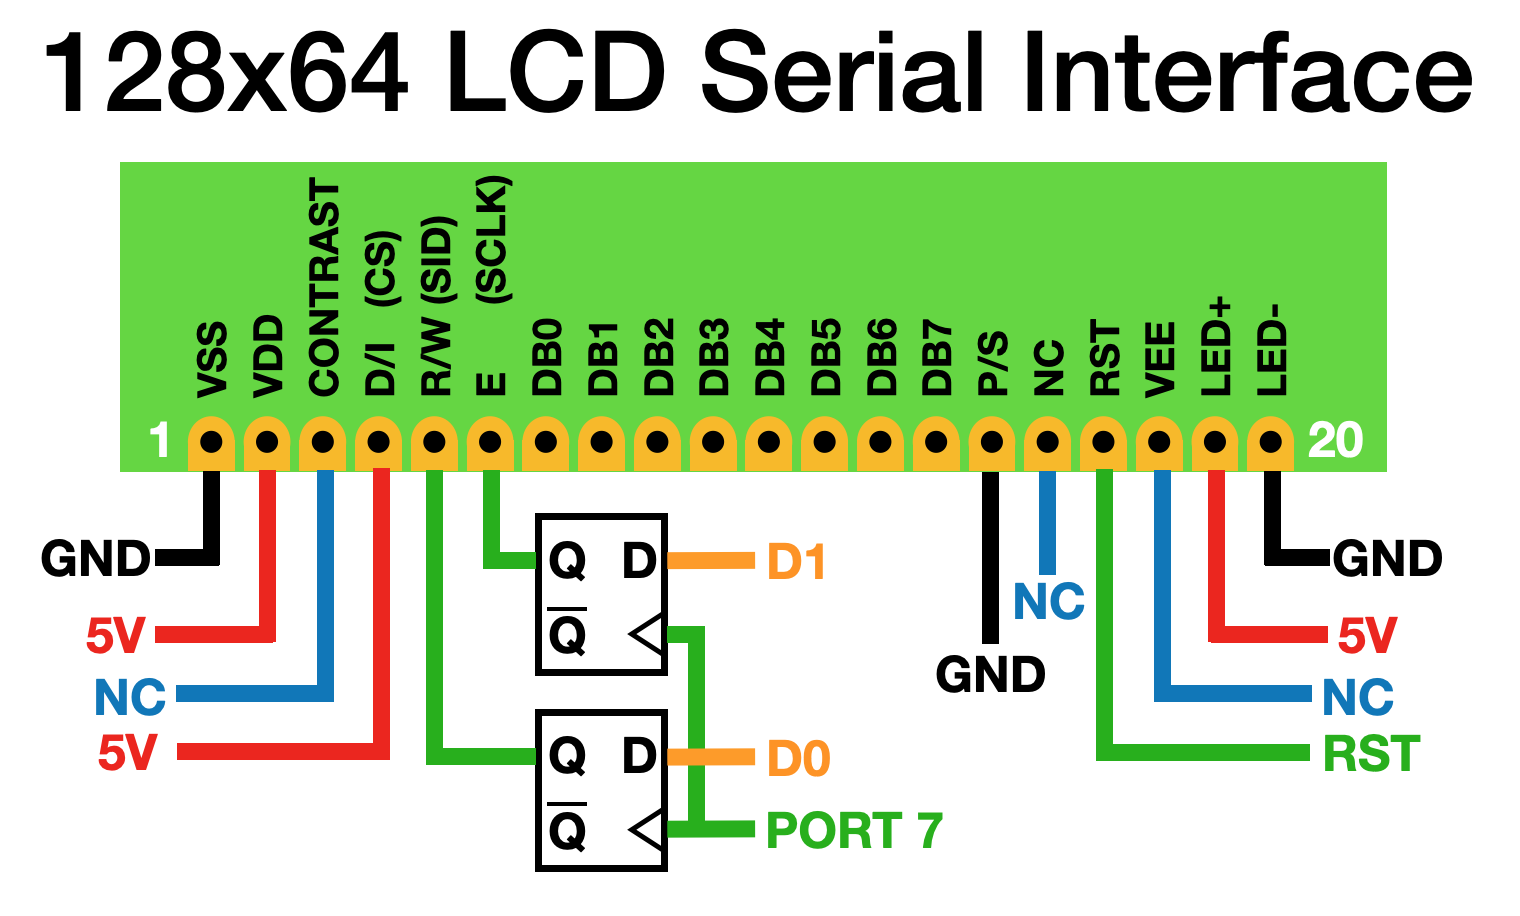 128x64 LCD Serial Interface
VSS
VDD
CONTRAST
D/I (CS)
R/W (SID)
E (SCLK)
DB0
DB1
DB2
DB3
DB4
DB5
DB6
DB7
P/S
NC
RST
VEE
LED+
LED-
1
20
GND
5V
NC
5V
Q D
Q
D1
Q D
Q
D0
PORT 7
GND
NC
GND
5V
NC
RST